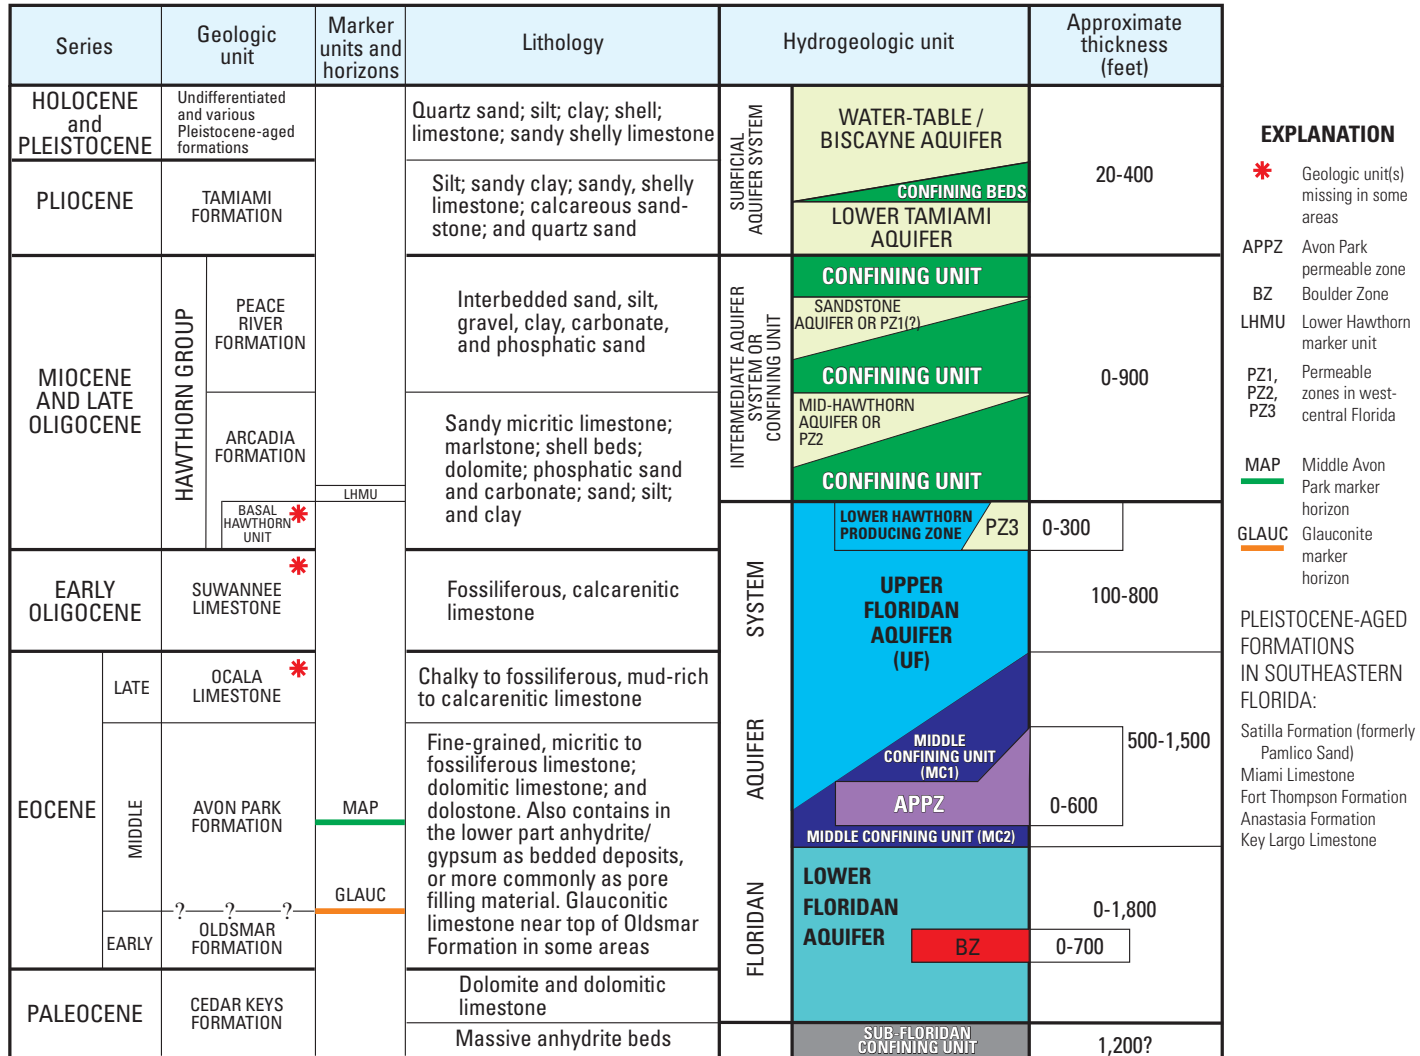 Series
Geologic
unit
Marker
units and
horizons
Lithology
Hydrogeologic unit
Approximate
thickness
(feet)
HOLOCENE
and
PLEISTOCENE
Undifferentiated
and various
Pleistocene-aged
formations
Quartz sand; silt; clay; shell;
limestone; sandy shelly limestone
SURFICIAL
AQUIFER SYSTEM
WATER-TABLE /
BISCAYNE AQUIFER
CONFINING BEDS
LOWER TAMIAMI
AQUIFER
20-400
PLIOCENE
TAMIAMI
FORMATION
Silt; sandy clay; sandy, shelly
limestone; calcareous sand-
stone; and quartz sand
MIOCENE
AND LATE
OLIGOCENE
HAWTHORN GROUP
PEACE
RIVER
FORMATION
Interbedded sand, silt,
gravel, clay, carbonate,
and phosphatic sand
INTERMEDIATE AQUIFER
SYSTEM OR
CONFINING UNIT
CONFINING UNIT
SANDSTONE
AQUIFER OR PZ1(?)
CONFINING UNIT
MID-HAWTHORN
AQUIFER OR
PZ2
CONFINING UNIT
0-900
ARCADIA
FORMATION
LHMU
Sandy micritic limestone;
marlstone; shell beds;
dolomite; phosphatic sand
and carbonate; sand; silt;
and clay
BASAL
HAWTHORN
UNIT
LOWER HAWTHORN
PRODUCING ZONE
PZ3
0-300
EARLY
OLIGOCENE
SUWANNEE
LIMESTONE
Fossiliferous, calcarenitic
limestone
FLORIDAN AQUIFER SYSTEM
UPPER
FLORIDAN
AQUIFER
(UF)
100-800
EOCENE
LATE
OCALA
LIMESTONE
Chalky to fossiliferous, mud-rich
to calcarenitic limestone
MIDDLE
AVON PARK
FORMATION
MAP
GLAUC
Fine-grained, micritic to
fossiliferous limestone;
dolomitic limestone; and
dolostone. Also contains in
the lower part anhydrite/
gypsum as bedded deposits,
or more commonly as pore
filling material. Glauconitic
limestone near top of Oldsmar
Formation in some areas
MIDDLE
CONFINING UNIT
(MC1)
500-1,500
APPZ
0-600
MIDDLE CONFINING UNIT (MC2)
? ? ?
EARLY
OLDSMAR
FORMATION
LOWER
FLORIDAN
AQUIFER
0-1,800
BZ
0-700
PALEOCENE
CEDAR KEYS
FORMATION
Dolomite and dolomitic
limestone
Massive anhydrite beds
SUB-FLORIDAN
CONFINING UNIT
1,200?
EXPLANATION
Geologic unit(s)
missing in some
areas
APPZ Avon Park
permeable zone
BZ Boulder Zone
LHMU Lower Hawthorn
marker unit
PZ1, Permeable
PZ2, zones in west-
PZ3 central Florida
MAP Middle Avon
Park marker
horizon
GLAUC Glauconite
marker
horizon
PLEISTOCENE-AGED
FORMATIONS
IN SOUTHEASTERN
FLORIDA:
Satilla Formation (formerly
Pamlico Sand)
Miami Limestone
Fort Thompson Formation
Anastasia Formation
Key Largo Limestone